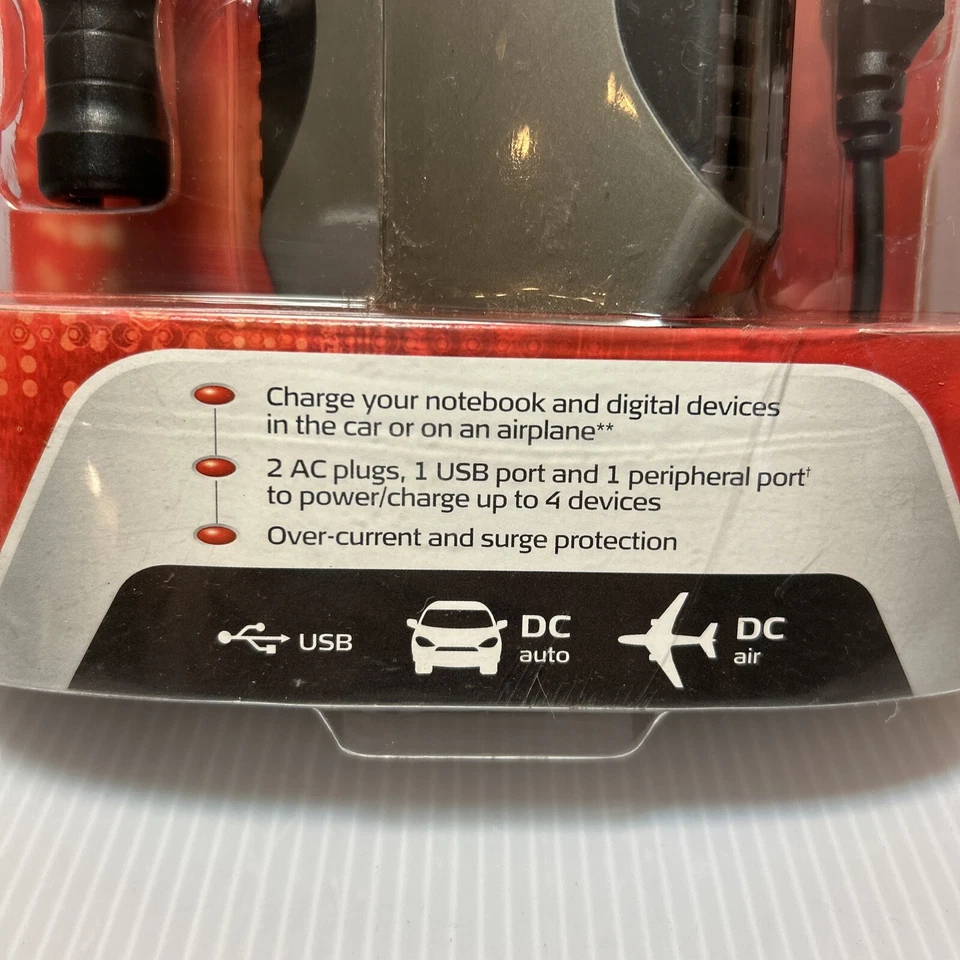 Charge your notebook and digital devices
in the car or on an airplane**
2 AC plugs, 1 USB port and 1 peripheral port†
to power/charge up to 4 devices
Over-current and surge protection
USB
DC
auto
DC
air